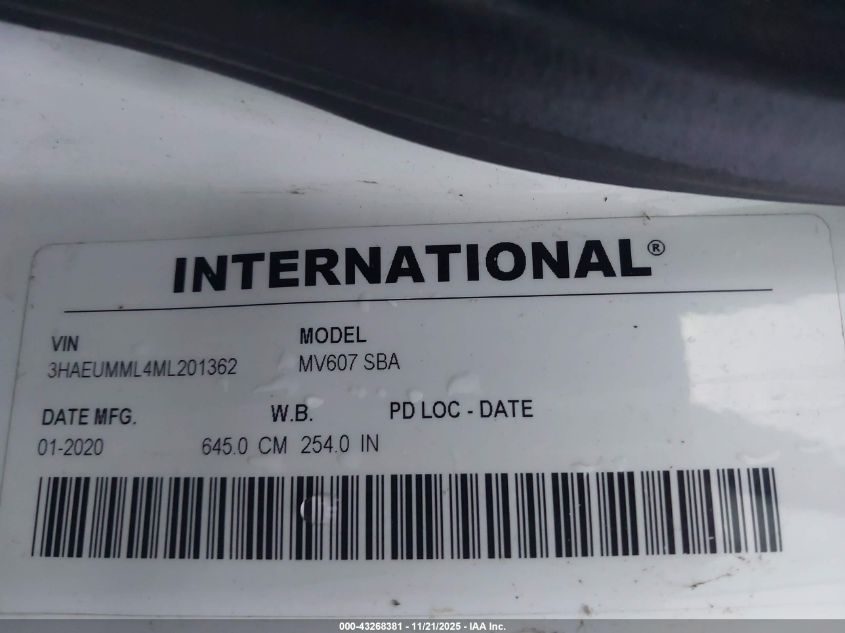 INTERNATIONAL®
VIN MODEL
3HAEUMML4ML201362 MV607 SBA
DATE MFG. W.B. PD LOC - DATE
01-2020 645.0 CM 254.0 IN
000-43268381 - 11/21/2025 - IAA Inc.